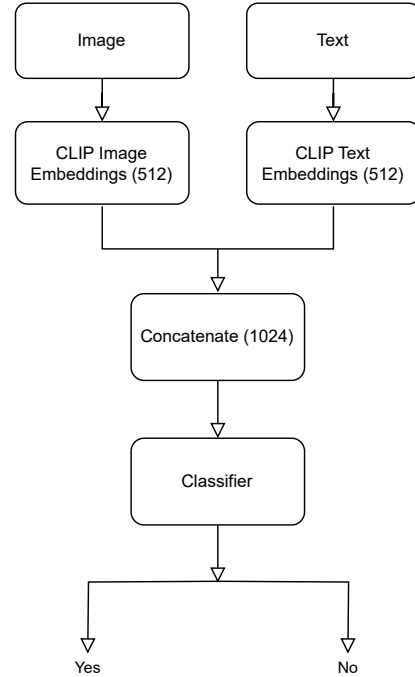 Image
Text
CLIP Image
Embeddings (512)
CLIP Text
Embeddings (512)
Concatenate (1024)
Classifier
Yes
No